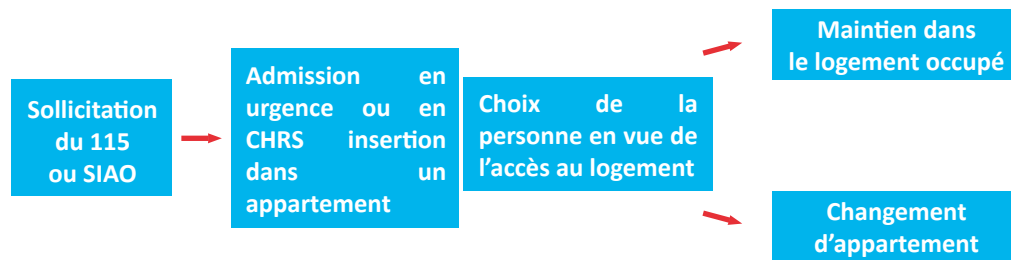 Sollicitation
du 115
ou SIAO
Admission en
urgence ou en
CHRS insertion
dans un
appartement
Choix de la
personne en vue de
l’accès au logement
Maintien dans
le logement occupé
Changement
d’appartement